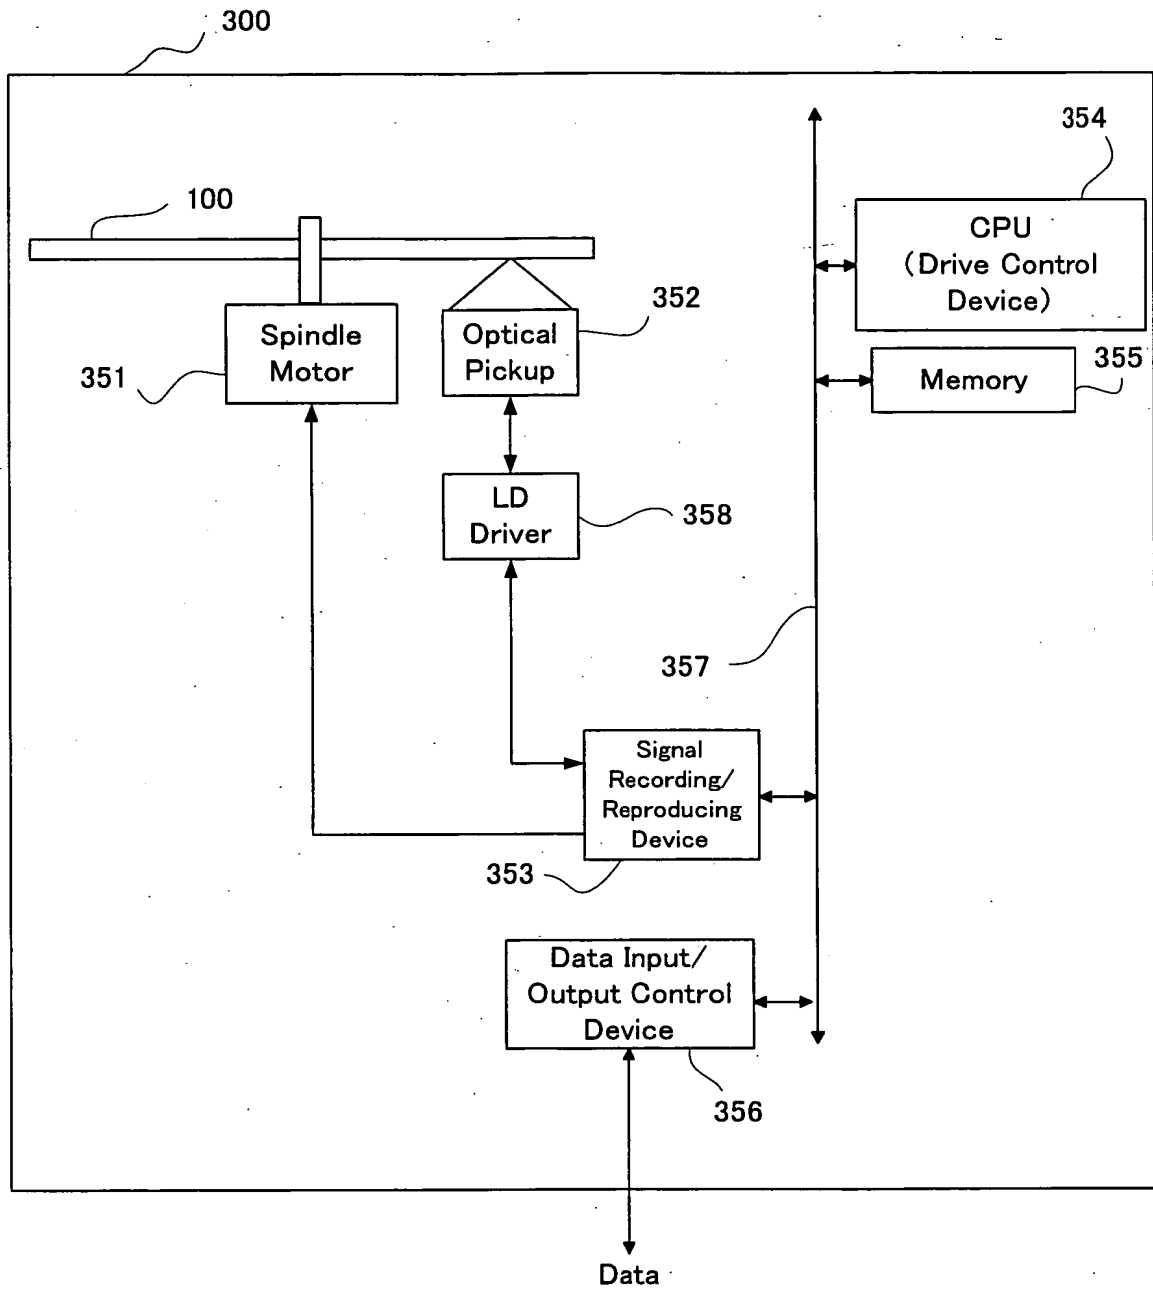 300
354
100
CPU
(Drive Control
Device)
352
Spindle
Motor
351
Optical
Pickup
Memory
355
LD
Driver
358
357
Signal
Recording/
Reproducing
Device
353
Data Input/
Output Control
Device
356
Data